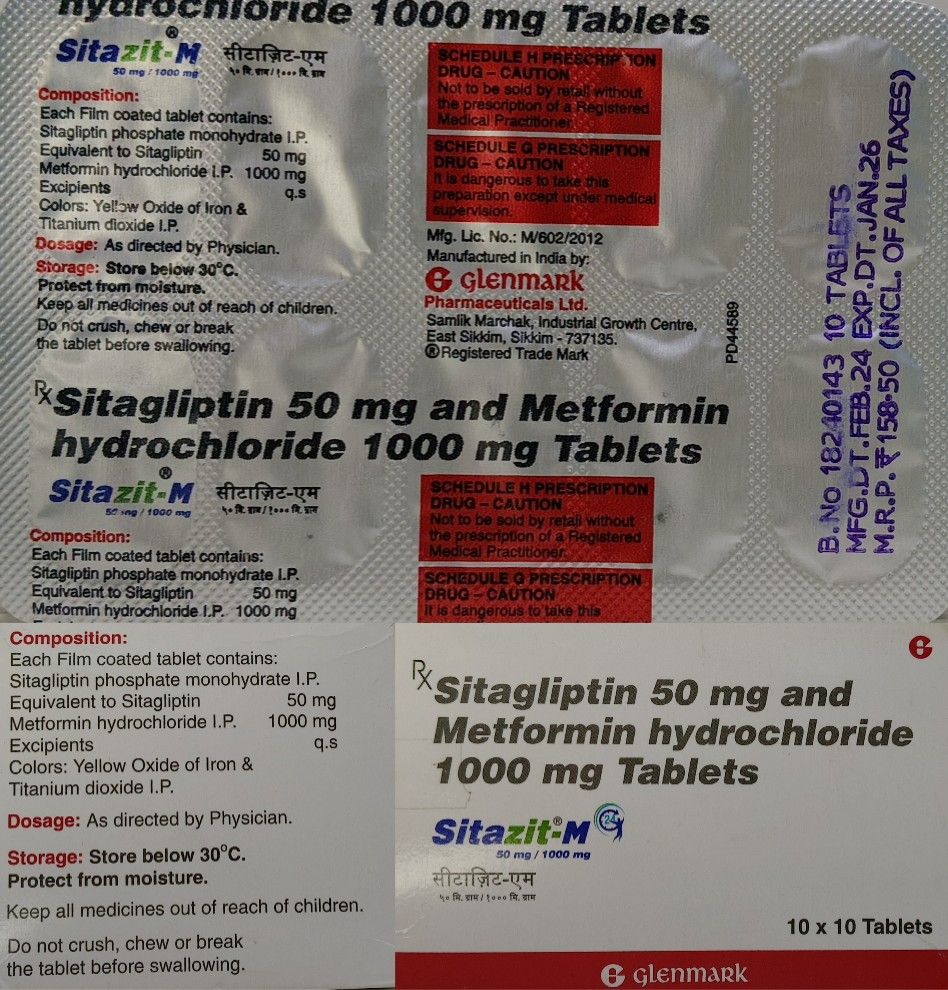 hydrochloride 1000 mg Tablets
Sitazit-M®
सीटाज़िट-एम
50 mg / 1000 mg
५० मि. ग्राम / १००० मि. ग्राम
Composition:
Each Film coated tablet contains:
Sitagliptin phosphate monohydrate I.P.
Equivalent to Sitagliptin 50 mg
Metformin hydrochloride I.P. 1000 mg
Excipients q.s
Colors: Yellow Oxide of Iron &
Titanium dioxide I.P.
Dosage: As directed by Physician.
Storage: Store below 30°C.
Protect from moisture.
Keep all medicines out of reach of children.
Do not crush, chew or break
the tablet before swallowing.
SCHEDULE H PRESCRIPTION
DRUG – CAUTION
Not to be sold by retail without
the prescription of a Registered
Medical Practitioner.
SCHEDULE G PRESCRIPTION
DRUG – CAUTION
It is dangerous to take this
preparation except under medical
supervision.
Mfg. Lic. No.: M/602/2012
Manufactured in India by:
glenmark
Pharmaceuticals Ltd.
Samlik Marchak, Industrial Growth Centre,
East Sikkim, Sikkim - 737135.
® Registered Trade Mark
PD44589
B. No 18240143 10 TABLETS
MFG.DT.FEB.24 EXP.DT.JAN.26
M.R.P. ₹158-50 (INCL. OF ALL TAXES)
Rx Sitagliptin 50 mg and Metformin
hydrochloride 1000 mg Tablets
Sitazit-M®
सीटाज़िट-एम
50 mg / 1000 mg
५० मि. ग्राम / १००० मि. ग्राम
Composition:
Each Film coated tablet contains:
Sitagliptin phosphate monohydrate I.P.
Equivalent to Sitagliptin 50 mg
Metformin hydrochloride I.P. 1000 mg
SCHEDULE H PRESCRIPTION
DRUG – CAUTION
Not to be sold by retail without
the prescription of a Registered
Medical Practitioner.
SCHEDULE G PRESCRIPTION
DRUG – CAUTION
It is dangerous to take this
Composition:
Each Film coated tablet contains:
Sitagliptin phosphate monohydrate I.P.
Equivalent to Sitagliptin 50 mg
Metformin hydrochloride I.P. 1000 mg
Excipients q.s
Colors: Yellow Oxide of Iron &
Titanium dioxide I.P.
Dosage: As directed by Physician.
Storage: Store below 30°C.
Protect from moisture.
Keep all medicines out of reach of children.
Do not crush, chew or break
the tablet before swallowing.
Rx Sitagliptin 50 mg and
Metformin hydrochloride
1000 mg Tablets
Sitazit®-M 24
50 mg / 1000 mg
सीटाज़िट-एम
५० मि. ग्राम / १००० मि. ग्राम
10 x 10 Tablets
glenmark